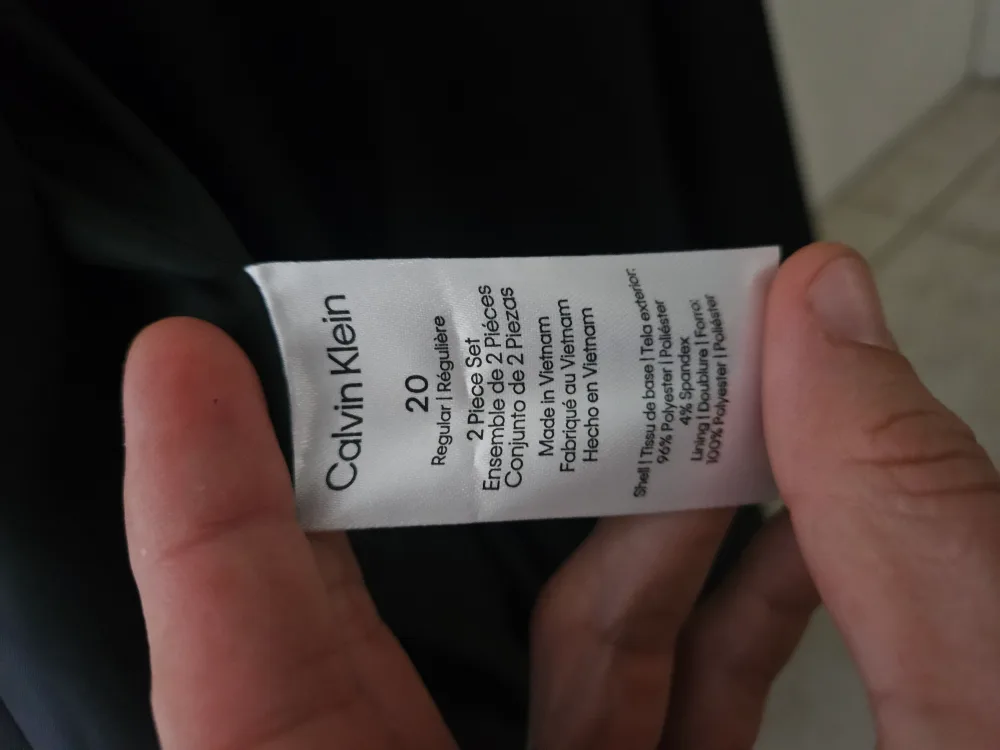 Calvin Klein
20
Regular | Régulière
2 Piece Set
Ensemble de 2 Piéces
Conjunto de 2 Piezas
Made in Vietnam
Fabriqué au Vietnam
Hecho en Vietnam
Shell | Tissu de base | Tela exterior:
96% Polyester | Poliéster
4% Spandex
Lining | Doublure | Forro:
100% Polyester | Poliéster